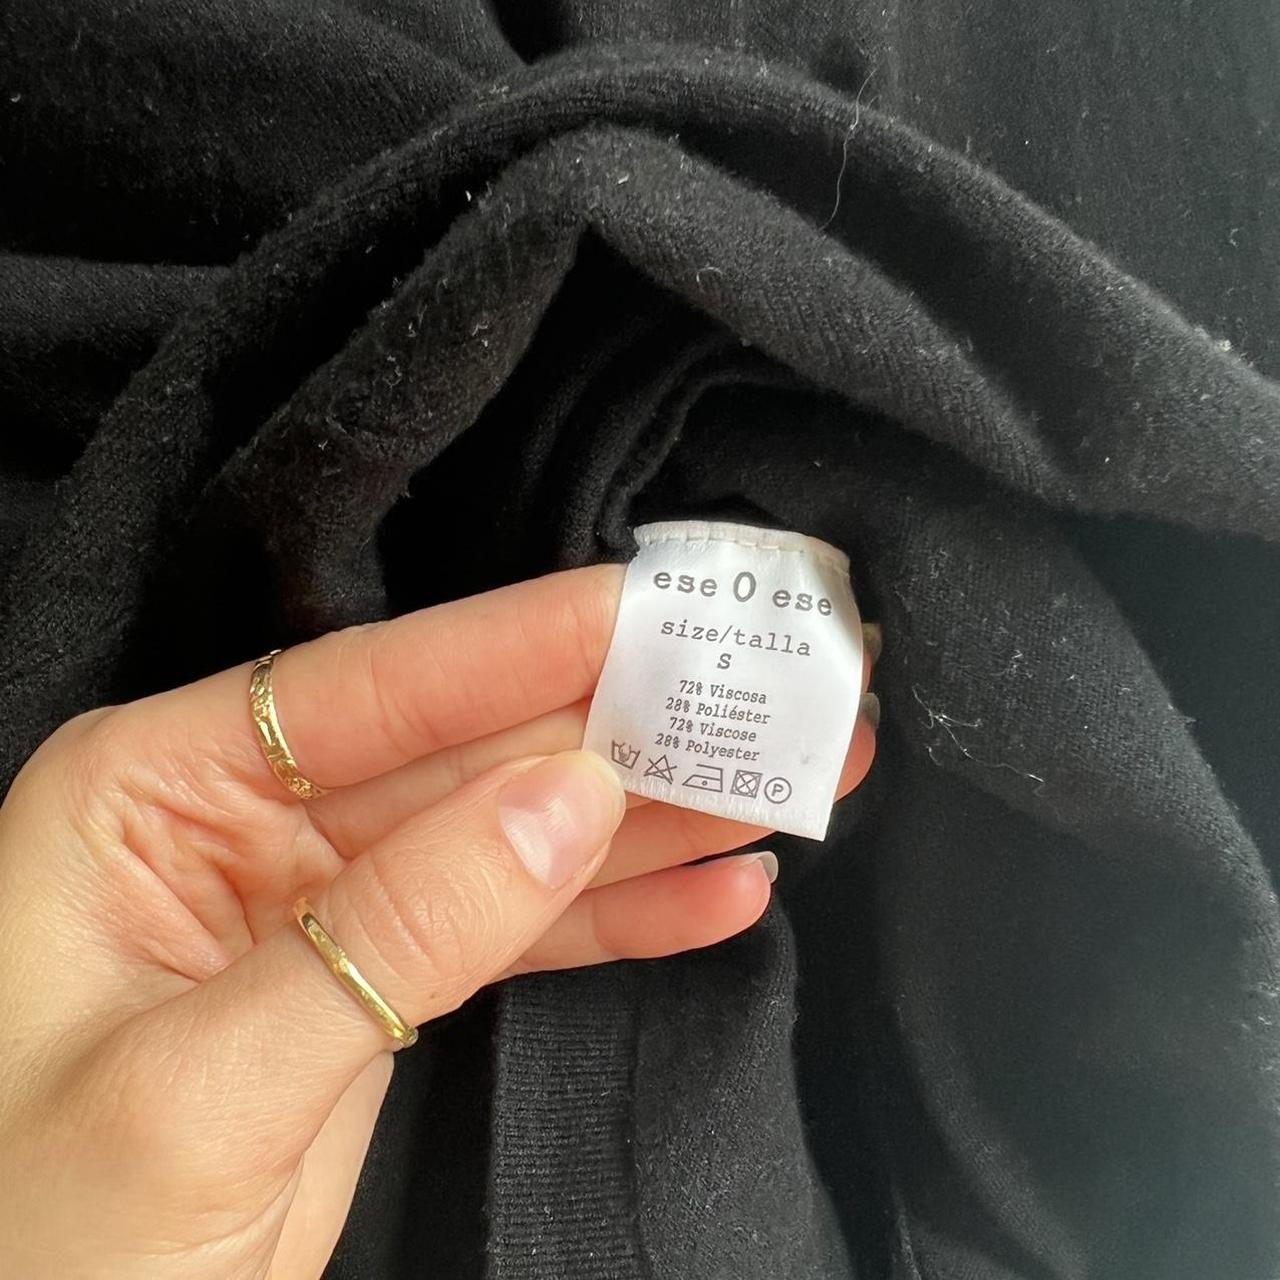 ese O ese
size/talla
S
72% Viscosa
28% Poliéster
72% Viscose
28% Polyester
P